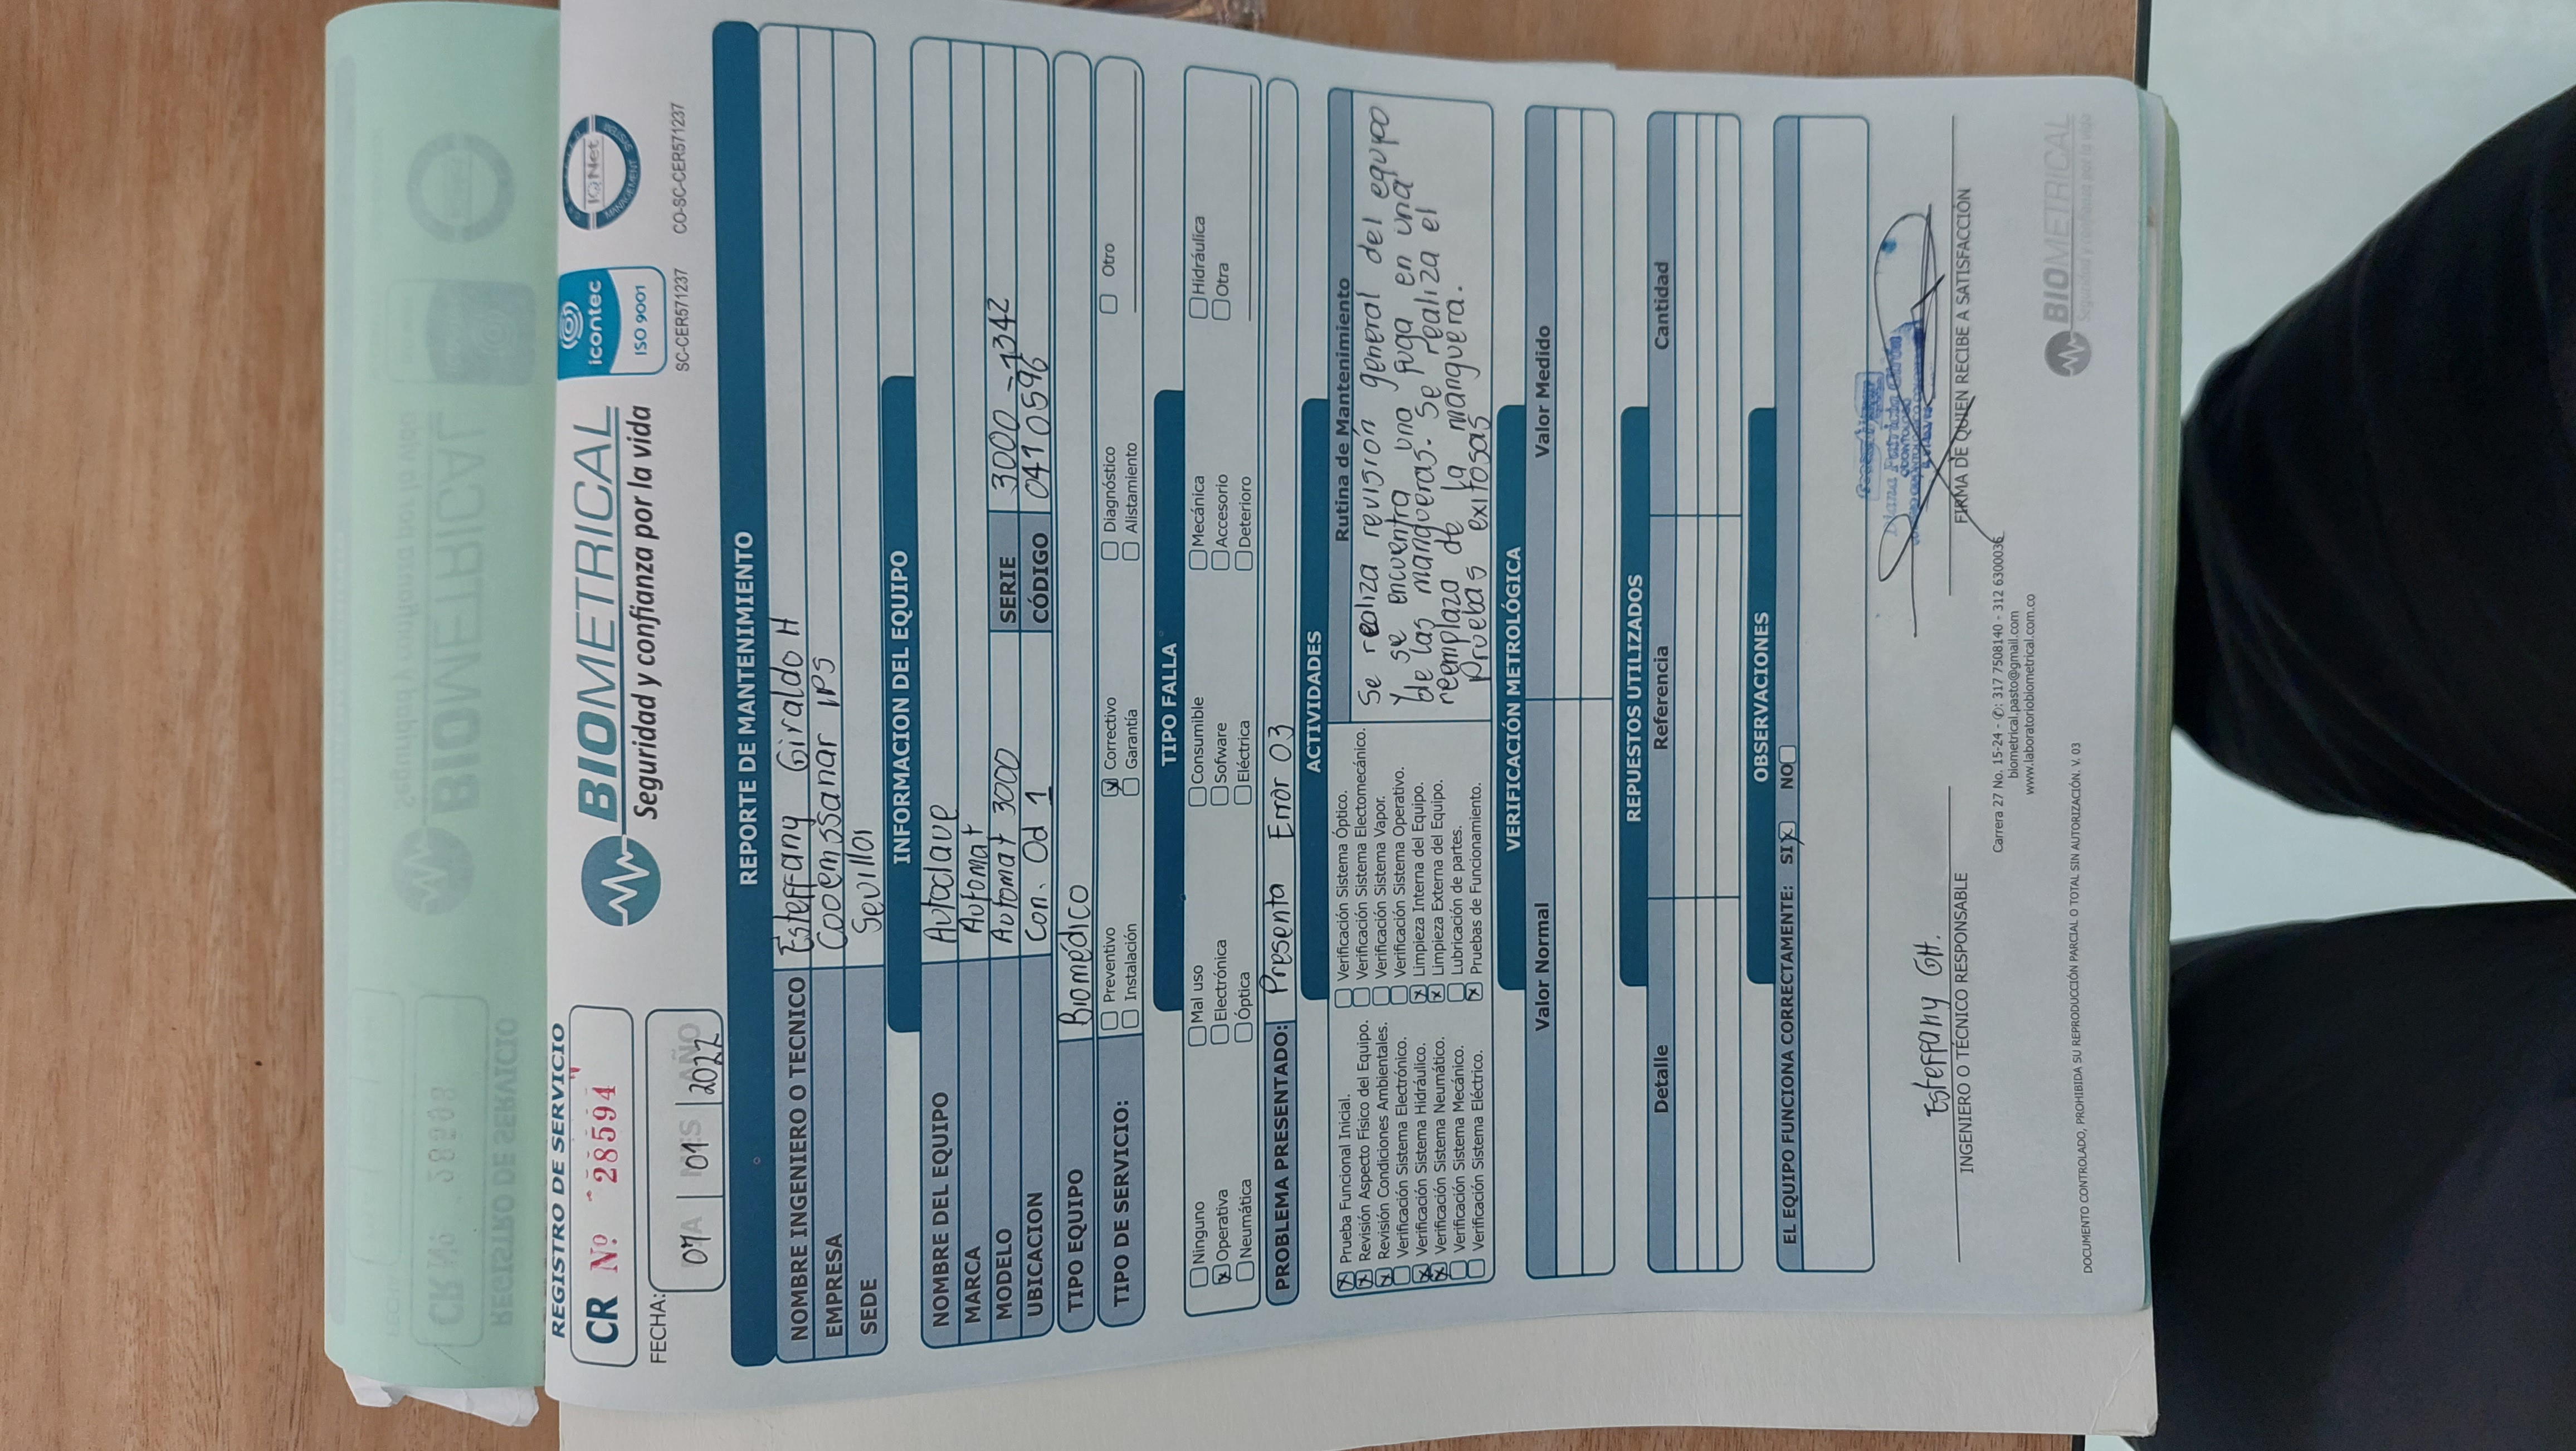 REGISTRO DE SERVICIO
CR Nº 28594
BIOMETRICAL
Seguridad y confianza por la vida
icontec
ISO 9001
SC-CER571237
IQNet
MANAGEMENT SYSTEM
CO-SC-CER571237
FECHA: 07 01 2022
REPORTE DE MANTENIMIENTO
NOMBRE INGENIERO O TECNICO Esteffany Giraldo H
EMPRESA Cooemssanar IPS
SEDE Sevilla
INFORMACION DEL EQUIPO
NOMBRE DEL EQUIPO Autoclave
MARCA Automat
MODELO Automat 3000 SERIE 3000 - 1342
UBICACION Con. Od 1 CÓDIGO 0410596
TIPO EQUIPO Biomédico
TIPO DE SERVICIO: Preventivo Correctivo Diagnóstico Otro
Instalación Garantía Alistamiento
TIPO FALLA
Ninguno Mal uso Consumible Mecánica Hidráulica
Operativa Electrónica Sofware Accesorio Otra
Neumática Óptica Eléctrica Deterioro
PROBLEMA PRESENTADO: Presenta Error 03
ACTIVIDADES
Prueba Funcional Inicial.
Revisión Aspecto Físico del Equipo.
Revisión Condiciones Ambientales.
Verificación Sistema Electrónico.
Verificación Sistema Hidráulico.
Verificación Sistema Neumático.
Verificación Sistema Mecánico.
Verificación Sistema Eléctrico.
Verificación Sistema Óptico.
Verificación Sistema Electomecánico.
Verificación Sistema Vapor.
Verificación Sistema Operativo.
Limpieza Interna del Equipo.
Limpieza Externa del Equipo.
Lubricación de partes.
Pruebas de Funcionamiento.
Rutina de Mantenimiento
Se realiza revisión general del equipo
y se encuentra una fuga en una
de las mangueras. Se realiza el
reemplazo de la manguera.
Pruebas exitosas
VERIFICACIÓN METROLÓGICA
Valor Normal Valor Medido
REPUESTOS UTILIZADOS
Detalle Referencia Cantidad
OBSERVACIONES
EL EQUIPO FUNCIONA CORRECTAMENTE: SI X NO
Esteffany GH.
INGENIERO O TÉCNICO RESPONSABLE
Diana Patricia
ODONTOLOGO
FIRMA DE QUIEN RECIBE A SATISFACCIÓN
Carrera 27 No. 15-24 - ✆: 317 7508140 - 312 6300036
biometrical.pasto@gmail.com
www.laboratoriobiometrical.com.co
BIOMETRICAL
Seguridad y confianza por la vida
DOCUMENTO CONTROLADO, PROHIBIDA SU REPRODUCCIÓN PARCIAL O TOTAL SIN AUTORIZACIÓN. V. 03